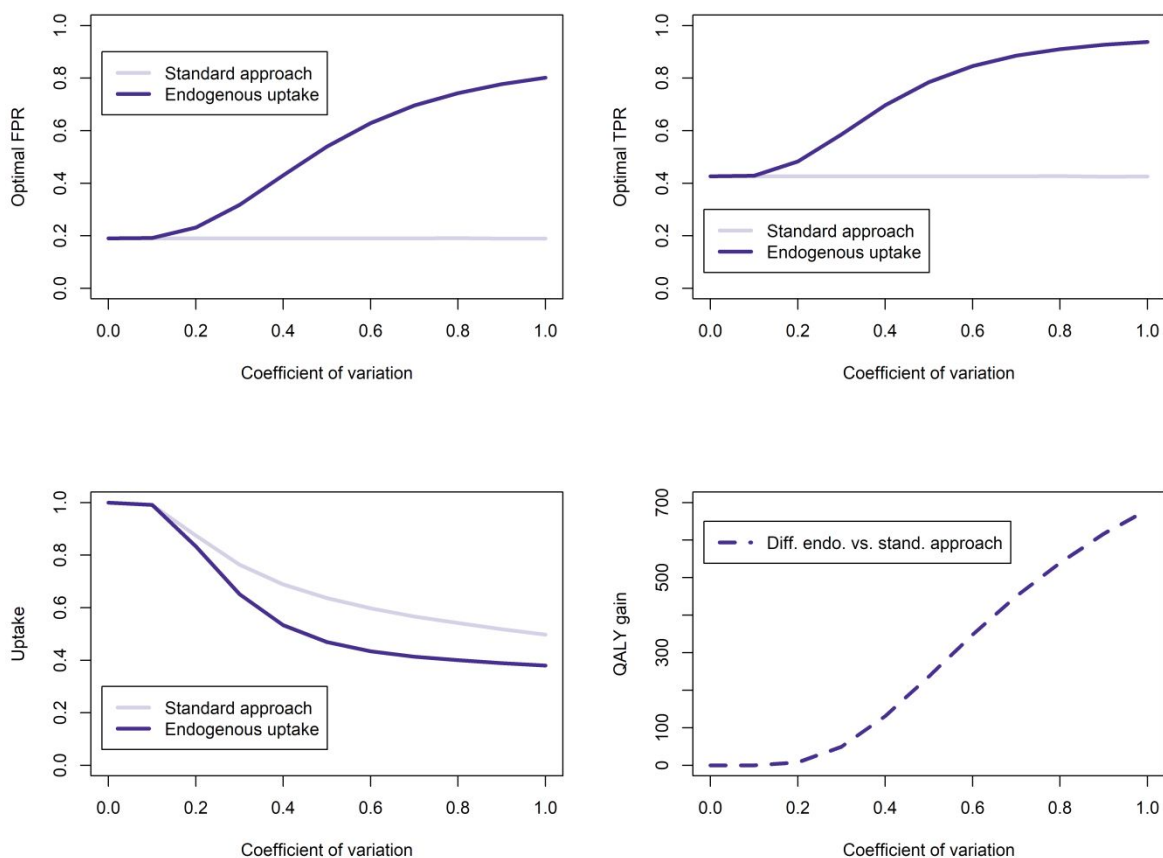 Optimal FPR
1.0
0.8
0.6
0.4
0.2
0.0
Standard approach
Endogenous uptake
0.0 0.2 0.4 0.6 0.8 1.0
Coefficient of variation
Optimal TPR
1.0
0.8
0.6
0.4
0.2
0.0
Standard approach
Endogenous uptake
0.0 0.2 0.4 0.6 0.8 1.0
Coefficient of variation
Uptake
1.0
0.8
0.6
0.4
0.2
0.0
Standard approach
Endogenous uptake
0.0 0.2 0.4 0.6 0.8 1.0
Coefficient of variation
QALY gain
700
500
300
100
0
Diff. endo. vs. stand. approach
0.0 0.2 0.4 0.6 0.8 1.0
Coefficient of variation